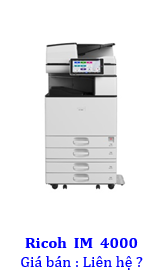 Ricoh IM 4000
Giá bán : Liên hệ ?